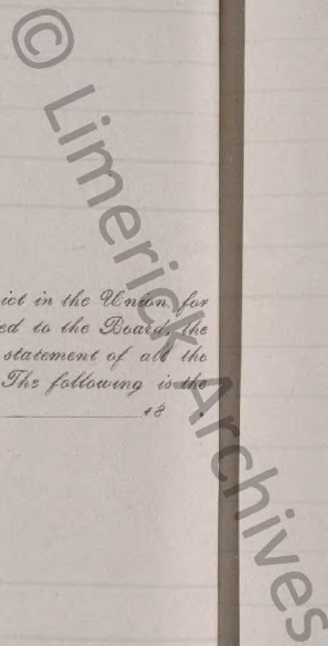 © Limerick Archives
ict in the Union for
ed to the Board, the
statement of all the
The following is the
18 .